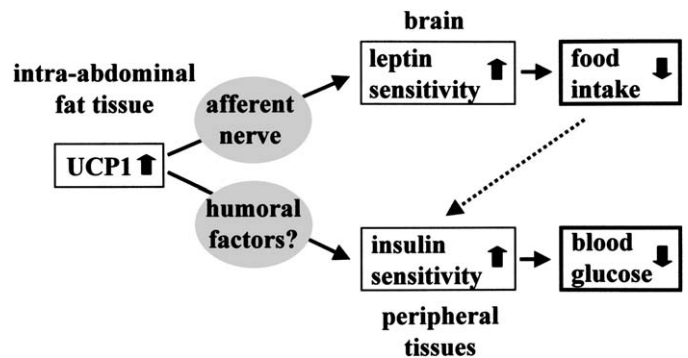 brain
intra-abdominal
fat tissue
UCP1
afferent
nerve
leptin
sensitivity
food
intake
humoral
factors?
insulin
sensitivity
blood
glucose
peripheral
tissues